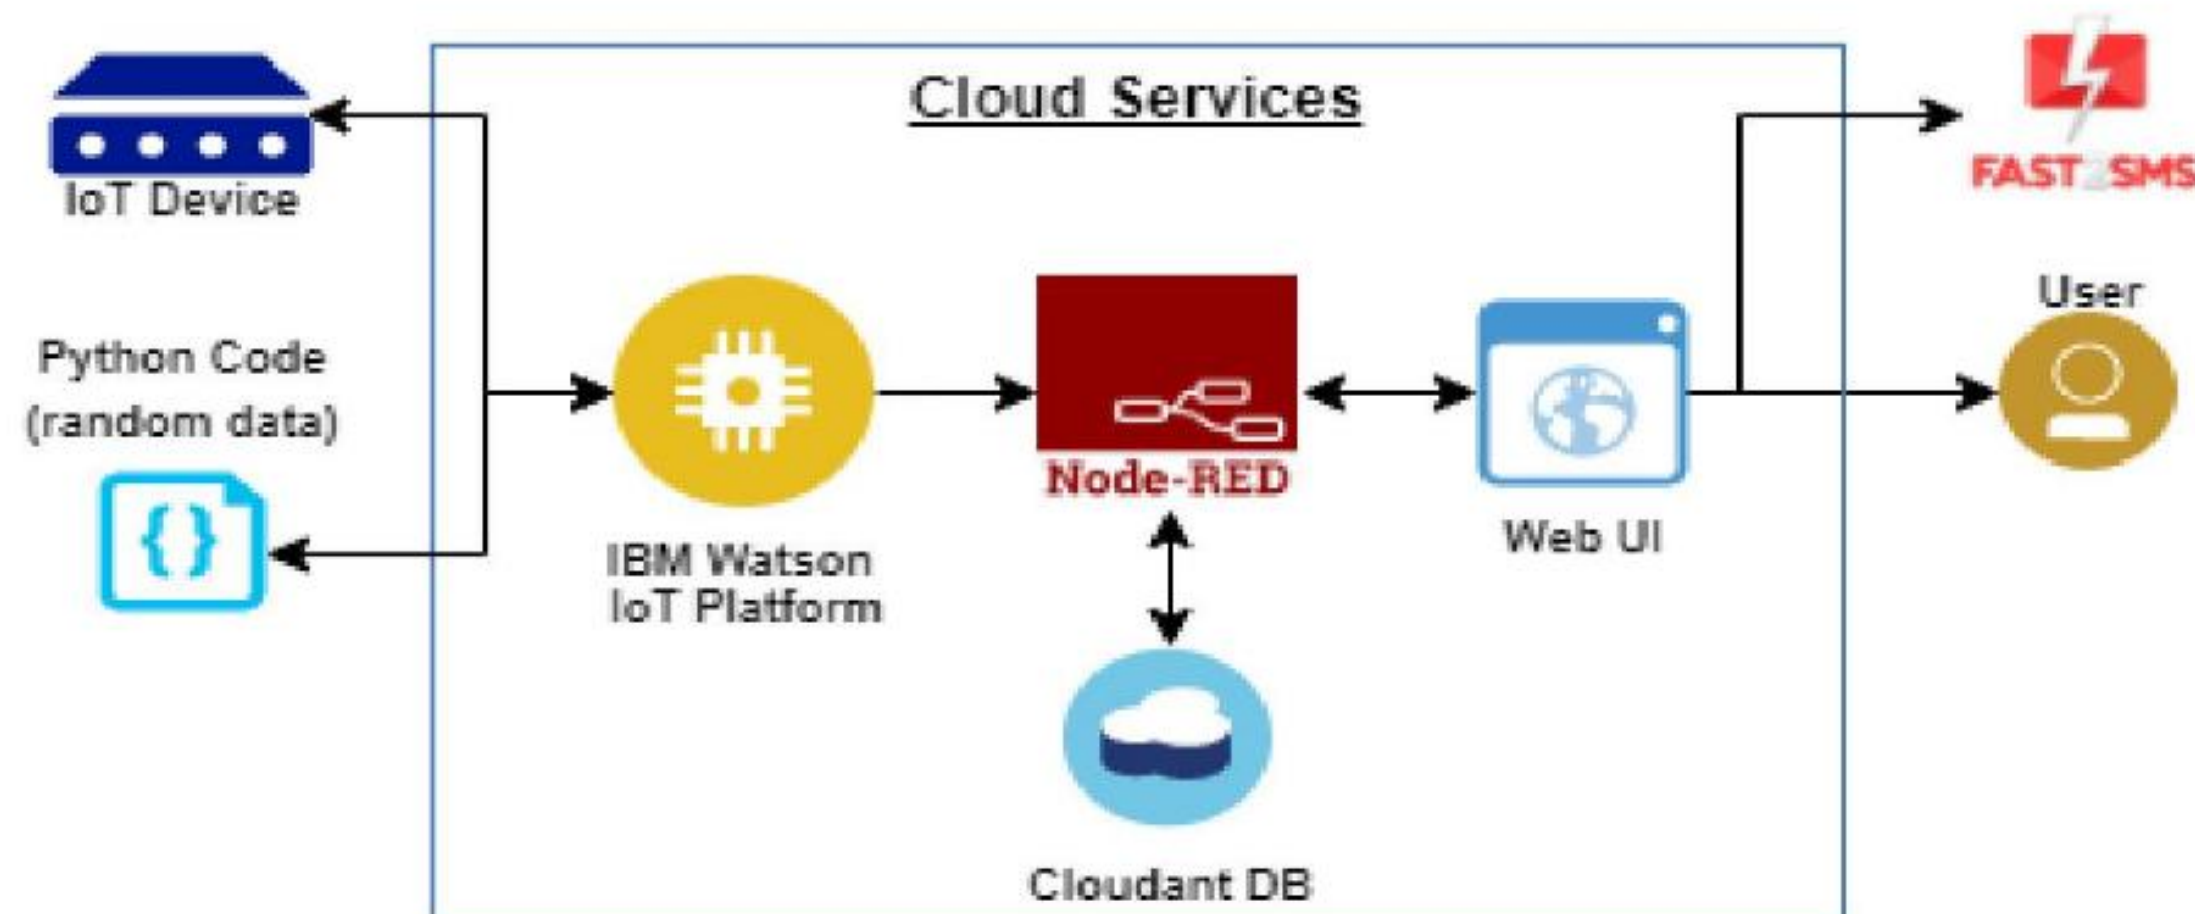 Cloud Services
IoT Device
FAST2SMS
User
Python Code
(random data)
{}
Node-RED
Web UI
IBM Watson
IoT Platform
Cloudant DB